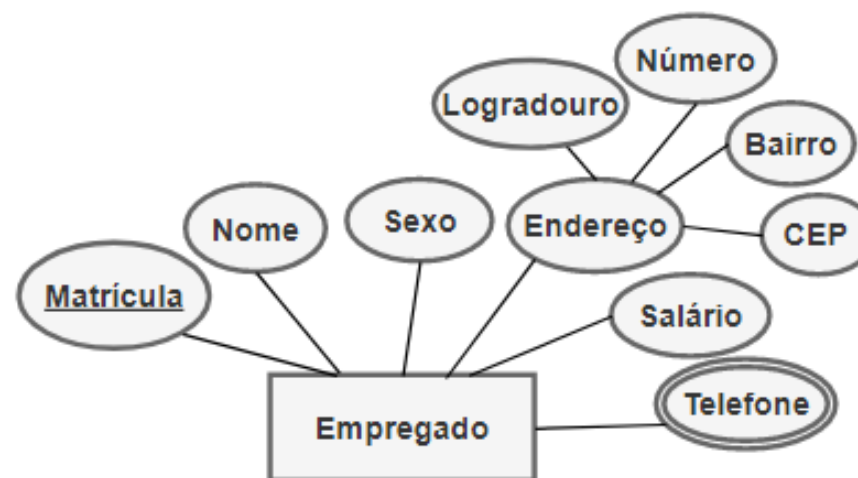 Número
Logradouro
Bairro
Nome
Sexo
Endereço
CEP
Matrícula
Salário
Telefone
Empregado